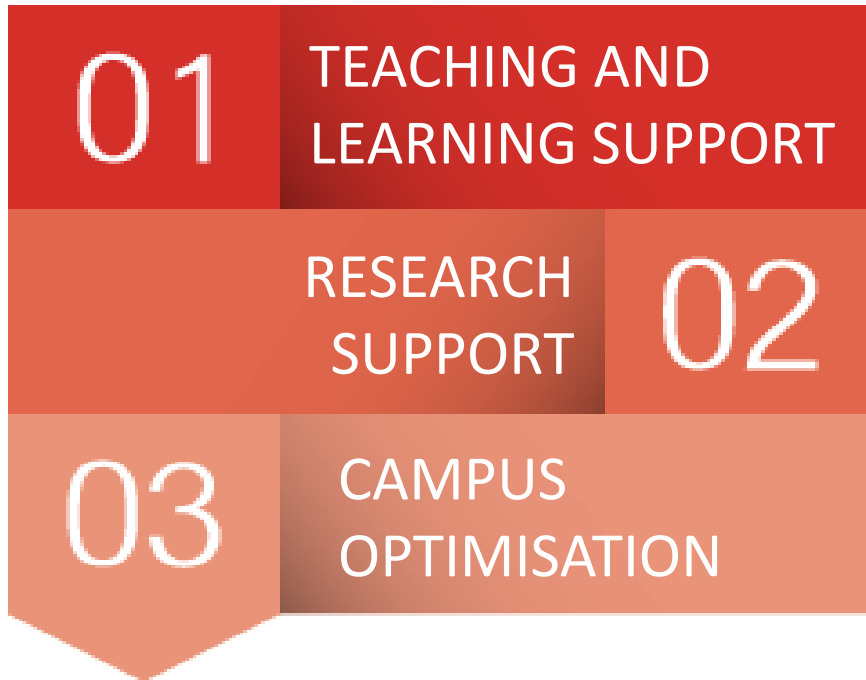 01
TEACHING AND
LEARNING SUPPORT
RESEARCH
SUPPORT
02
03
CAMPUS
OPTIMISATION